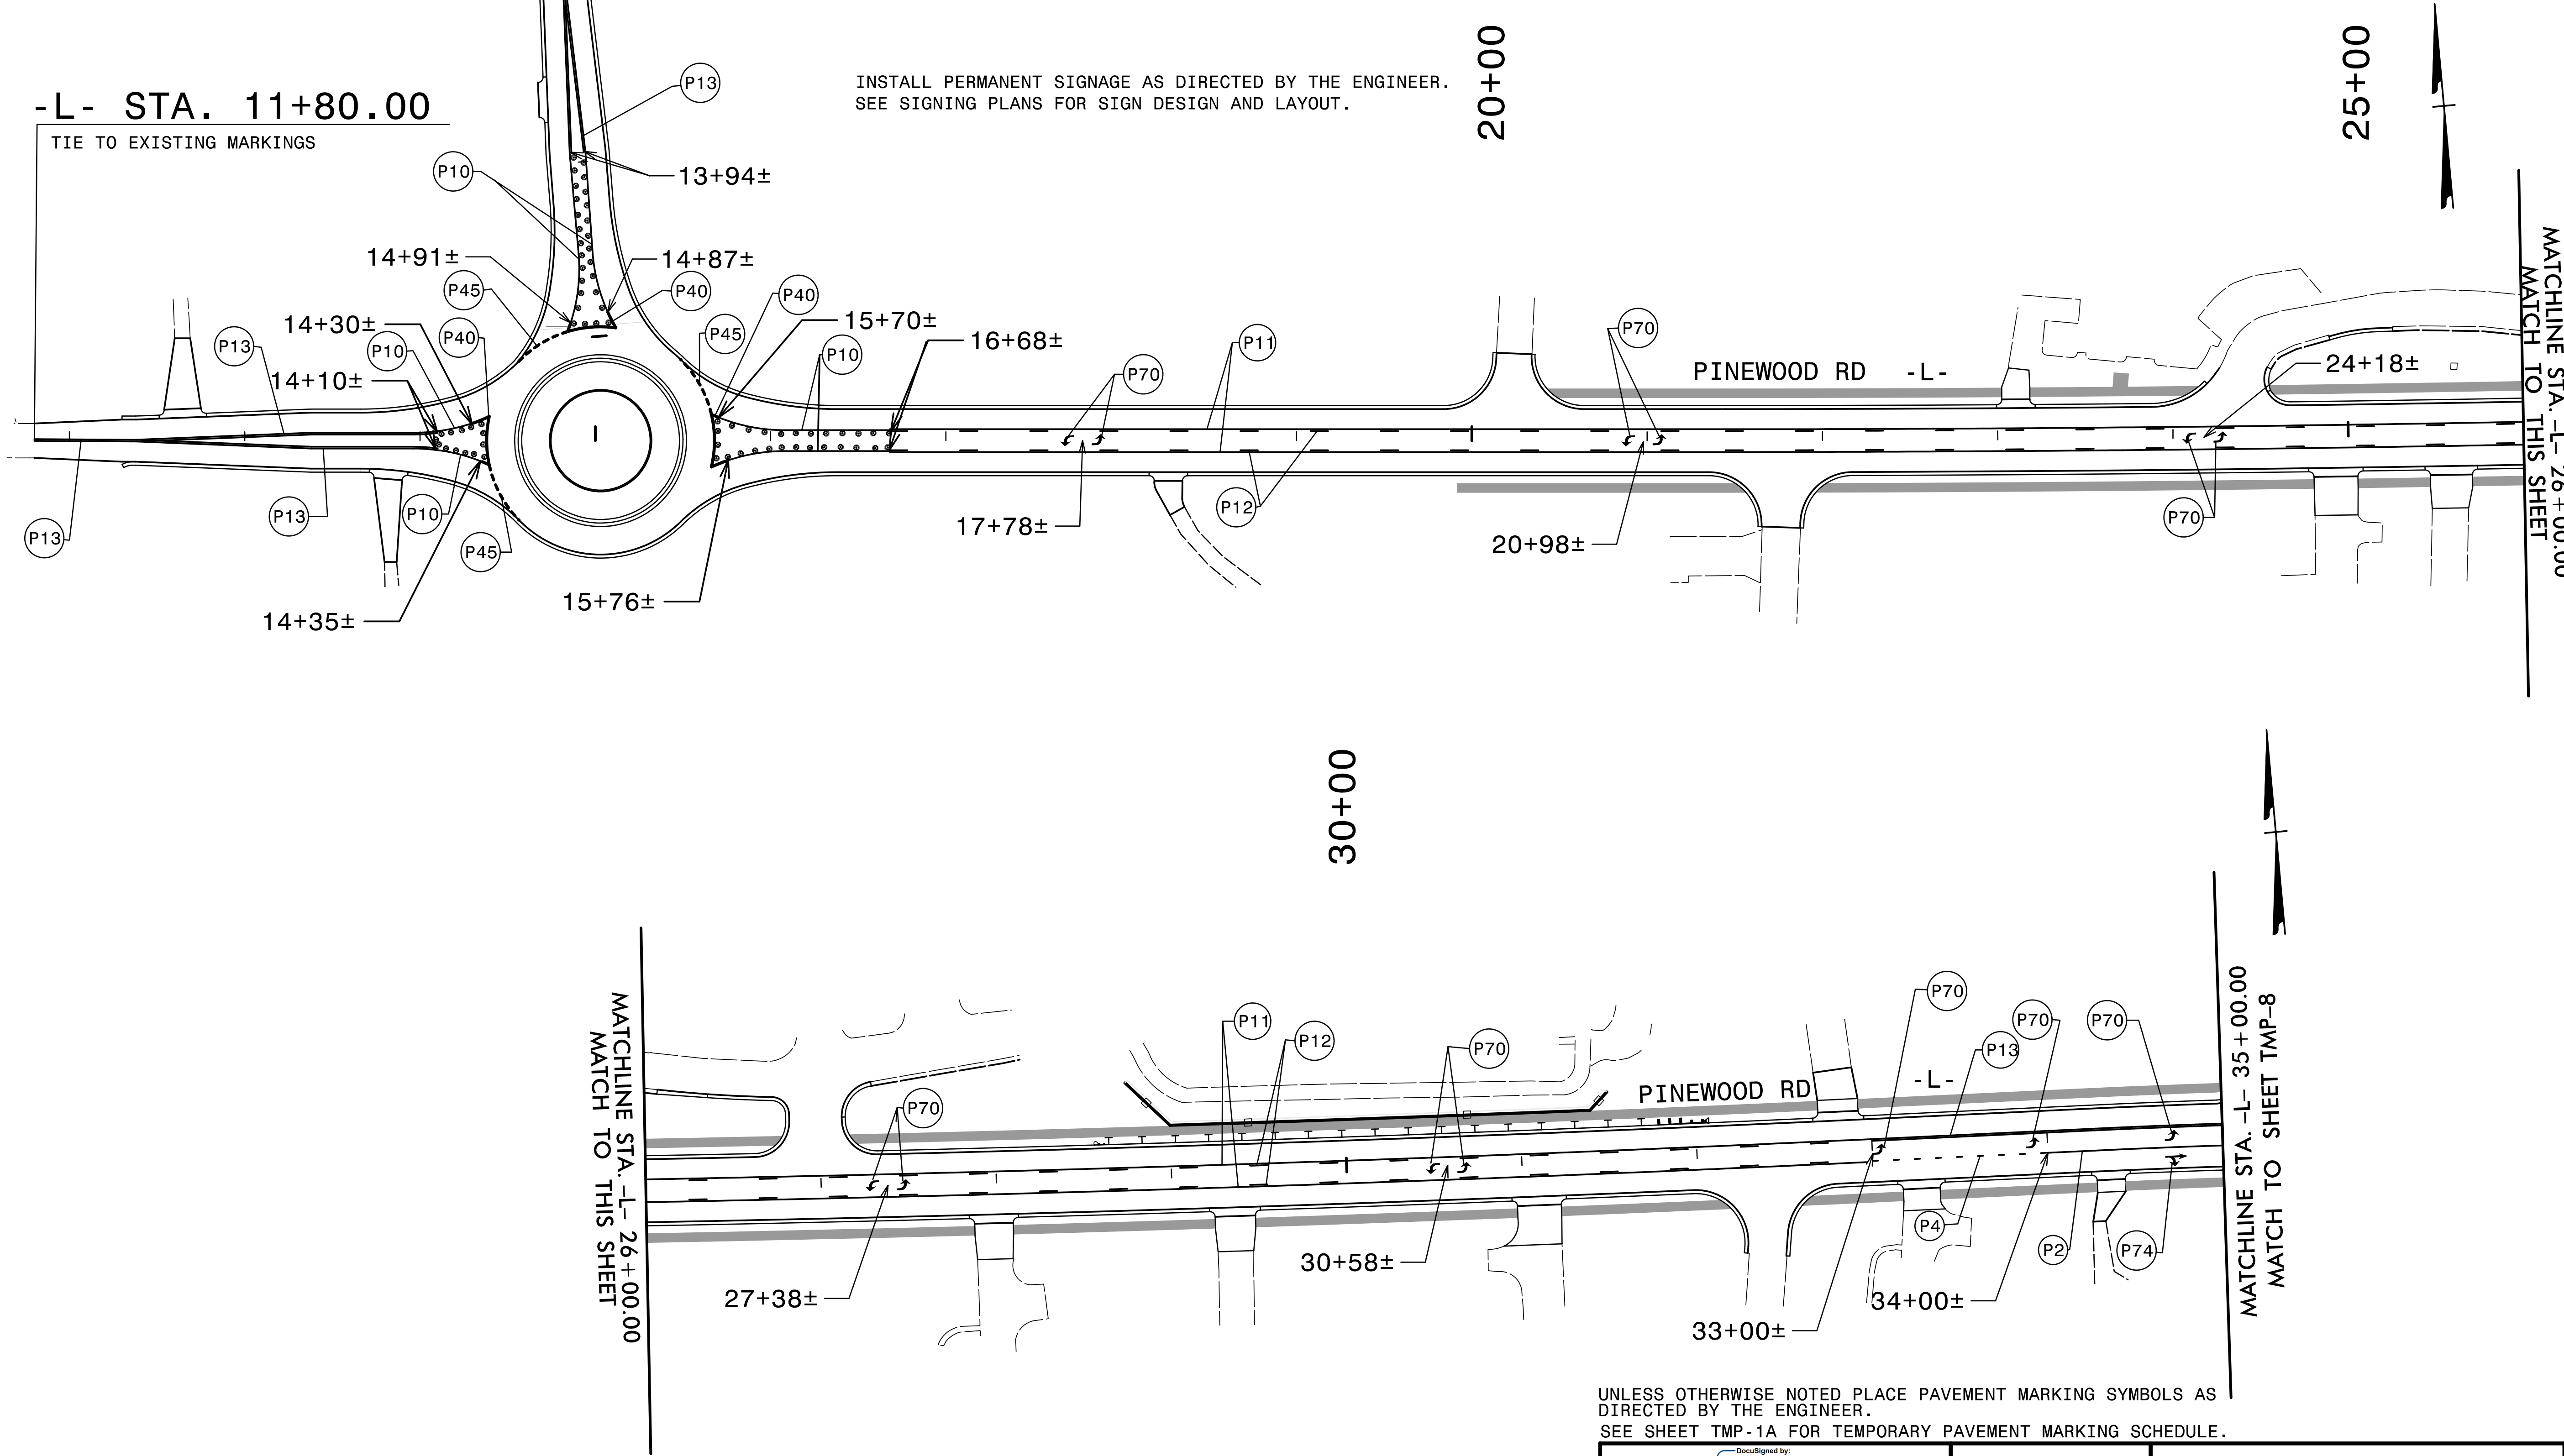 -L- STA. 11+80.00
TIE TO EXISTING MARKINGS
INSTALL PERMANENT SIGNAGE AS DIRECTED BY THE ENGINEER.
SEE SIGNING PLANS FOR SIGN DESIGN AND LAYOUT.
20+00
25+00
P13
P10
13+94±
14+91±
14+87±
P45
P40
P40
14+30±
P40
P45
15+70±
P13
P10
P10
16+68±
14+10±
P11
P70
P70
PINEWOOD RD -L-
24+18±
P13
P13
P10
P45
P12
17+78±
20+98±
P70
15+76±
14+35±
MATCHLINE STA. -L- 26+00.00
MATCH TO THIS SHEET
30+00
MATCHLINE STA. -L- 26+00.00
MATCH TO THIS SHEET
P70
P11
P12
P70
PINEWOOD RD -L-
P70
P13
P70
P70
P4
P2
P74
27+38±
30+58±
33+00±
34+00±
MATCHLINE STA. -L- 35+00.00
MATCH TO SHEET TMP-8
UNLESS OTHERWISE NOTED PLACE PAVEMENT MARKING SYMBOLS AS
DIRECTED BY THE ENGINEER.
SEE SHEET TMP-1A FOR TEMPORARY PAVEMENT MARKING SCHEDULE.
DocuSigned by: